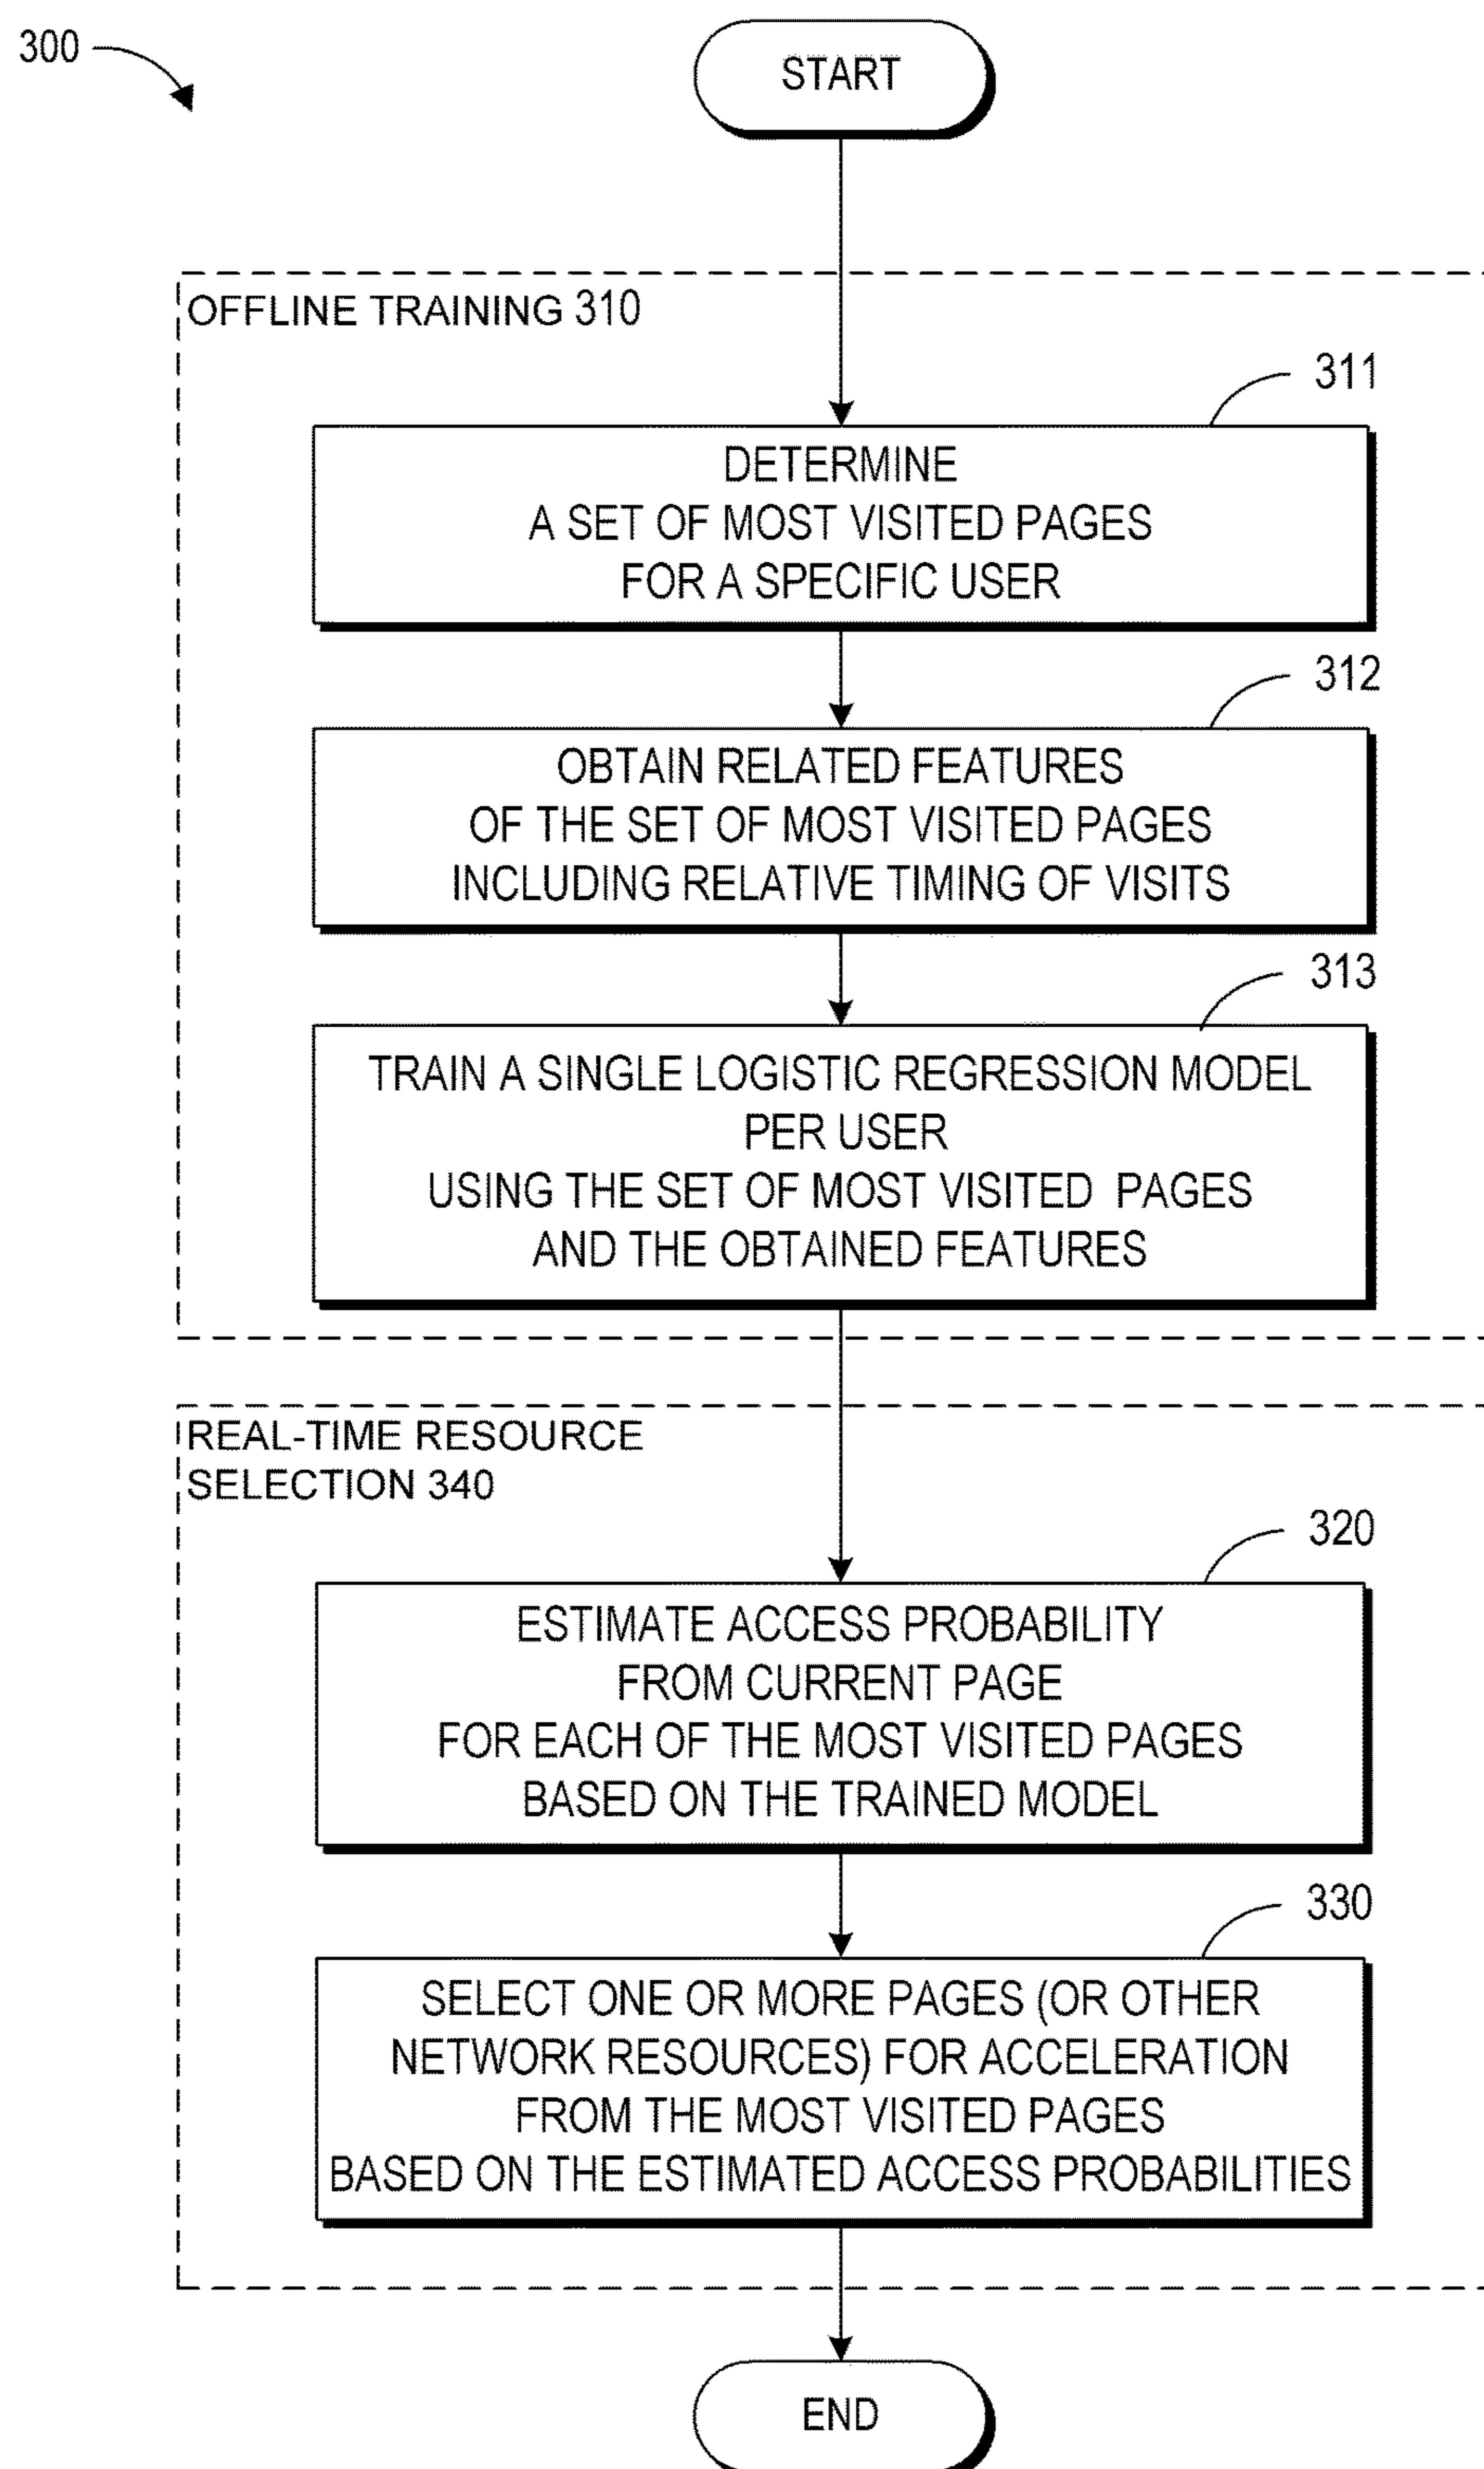 300
START
OFFLINE TRAINING 310
311
DETERMINE
A SET OF MOST VISITED PAGES
FOR A SPECIFIC USER
312
OBTAIN RELATED FEATURES
OF THE SET OF MOST VISITED PAGES
INCLUDING RELATIVE TIMING OF VISITS
313
TRAIN A SINGLE LOGISTIC REGRESSION MODEL
PER USER
USING THE SET OF MOST VISITED PAGES
AND THE OBTAINED FEATURES
REAL-TIME RESOURCE
SELECTION 340
320
ESTIMATE ACCESS PROBABILITY
FROM CURRENT PAGE
FOR EACH OF THE MOST VISITED PAGES
BASED ON THE TRAINED MODEL
330
SELECT ONE OR MORE PAGES (OR OTHER
NETWORK RESOURCES) FOR ACCELERATION
FROM THE MOST VISITED PAGES
BASED ON THE ESTIMATED ACCESS PROBABILITIES
END